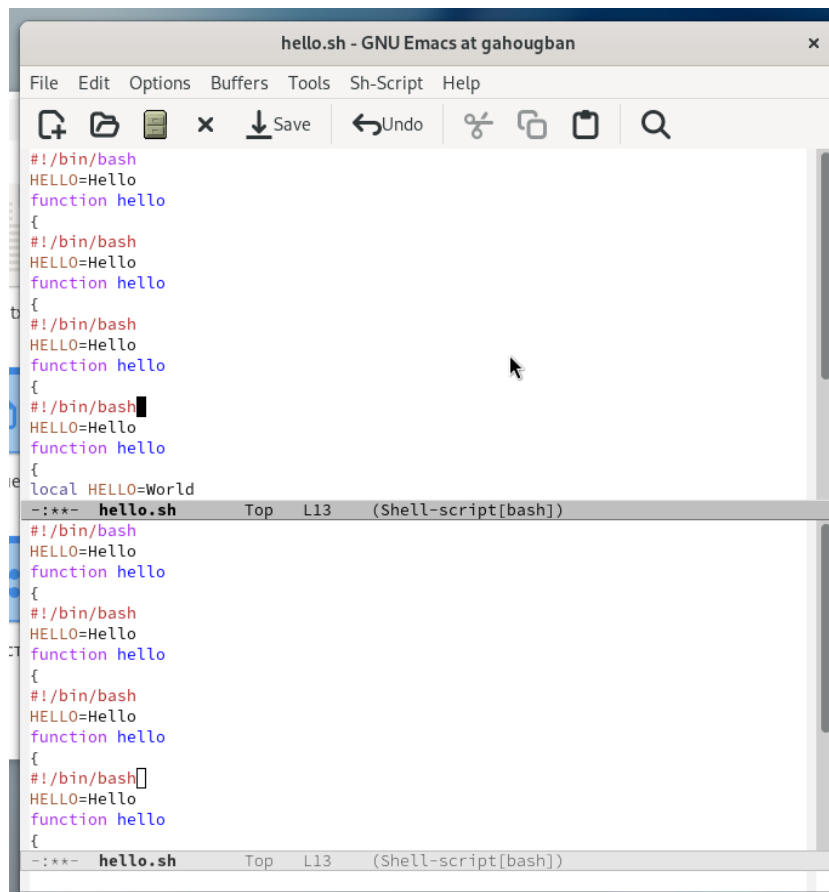 hello.sh - GNU Emacs at gahougban ×
File Edit Options Buffers Tools Sh-Script Help
Save Undo
#!/bin/bash
HELLO=Hello
function hello
{
#!/bin/bash
HELLO=Hello
function hello
{
#!/bin/bash
HELLO=Hello
function hello
{
#!/bin/bash
HELLO=Hello
function hello
{
local HELLO=World
-:**- hello.sh Top L13 (Shell-script[bash])
#!/bin/bash
HELLO=Hello
function hello
{
#!/bin/bash
HELLO=Hello
function hello
{
#!/bin/bash
HELLO=Hello
function hello
{
#!/bin/bash
HELLO=Hello
function hello
{
-:**- hello.sh Top L13 (Shell-script[bash])